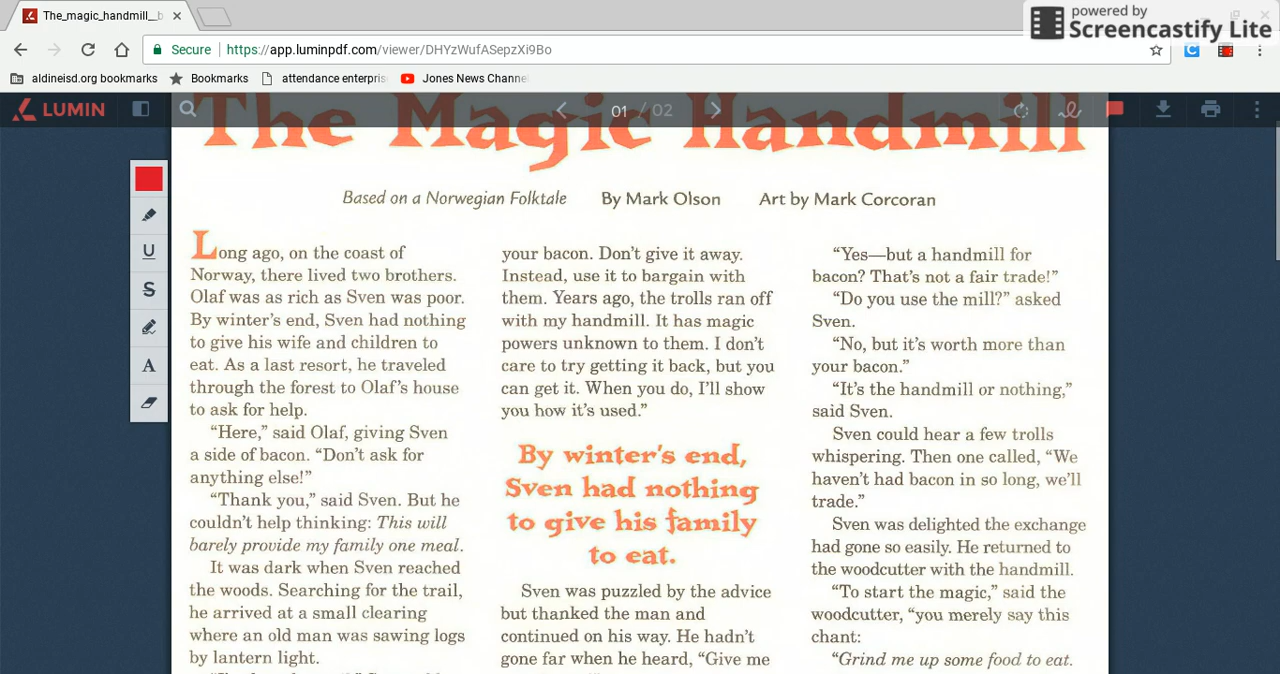 The_magic_handmill__b
powered by
Screencastify Lite
Secure
https://app.luminpdf.com/viewer/DHYzWufASepzXi9Bo
aldineisd.org bookmarks
Bookmarks
attendance enterpris
Jones News Channe
LUMIN
01 / 02
The Magic Handmill
Based on a Norwegian Folktale By Mark Olson Art by Mark Corcoran
Long ago, on the coast of
Norway, there lived two brothers.
Olaf was as rich as Sven was poor.
By winter's end, Sven had nothing
to give his wife and children to
eat. As a last resort, he traveled
through the forest to Olaf's house
to ask for help.
"Here," said Olaf, giving Sven
a side of bacon. "Don't ask for
anything else!"
"Thank you," said Sven. But he
couldn't help thinking: This will
barely provide my family one meal.
It was dark when Sven reached
the woods. Searching for the trail,
he arrived at a small clearing
where an old man was sawing logs
by lantern light.
your bacon. Don't give it away.
Instead, use it to bargain with
them. Years ago, the trolls ran off
with my handmill. It has magic
powers unknown to them. I don't
care to try getting it back, but you
can get it. When you do, I'll show
you how it's used."
By winter's end,
Sven had nothing
to give his family
to eat.
Sven was puzzled by the advice
but thanked the man and
continued on his way. He hadn't
gone far when he heard, "Give me
"Yes—but a handmill for
bacon? That's not a fair trade!"
"Do you use the mill?" asked
Sven.
"No, but it's worth more than
your bacon."
"It's the handmill or nothing,"
said Sven.
Sven could hear a few trolls
whispering. Then one called, "We
haven't had bacon in so long, we'll
trade."
Sven was delighted the exchange
had gone so easily. He returned to
the woodcutter with the handmill.
"To start the magic," said the
woodcutter, "you merely say this
chant:
"Grind me up some food to eat.